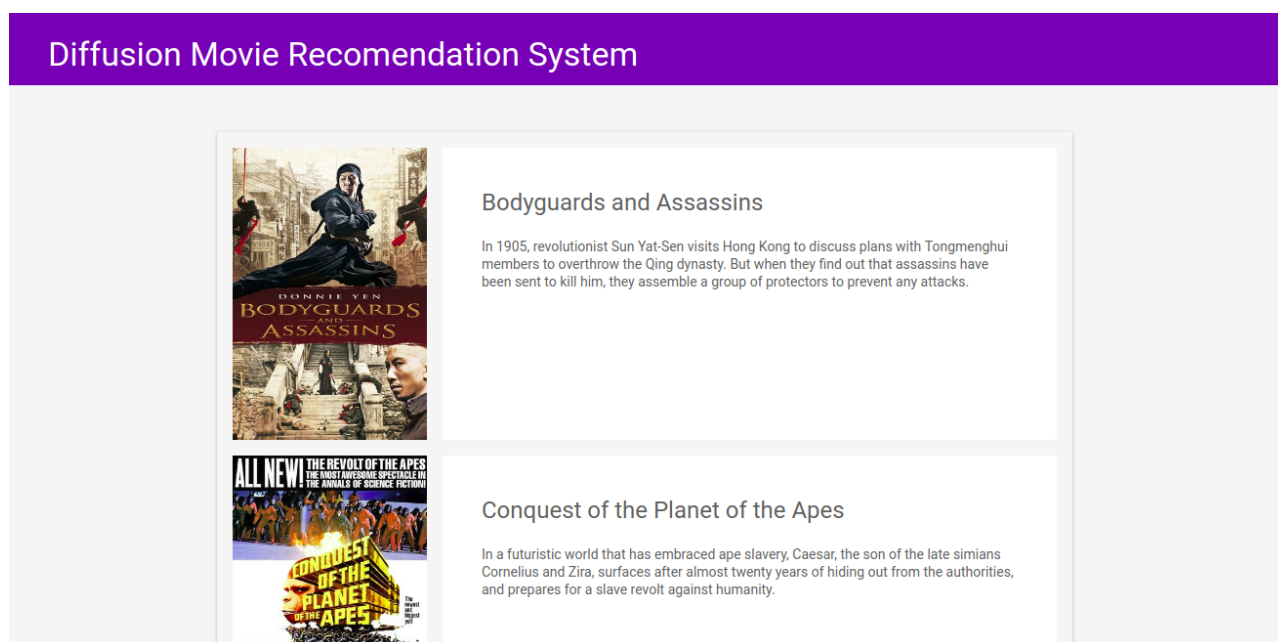 Diffusion Movie Recomendation System
Bodyguards and Assassins
In 1905, revolutionist Sun Yat-Sen visits Hong Kong to discuss plans with Tongmenghui
members to overthrow the Qing dynasty. But when they find out that assassins have
been sent to kill him, they assemble a group of protectors to prevent any attacks.
DONNIE YEN
BODYGUARDS
AND
ASSASSINS
ALL NEW! THE REVOLT OF THE APES
THE MOST AWESOME SPECTACLE IN
THE ANNALS OF SCIENCE FICTION!
CONQUEST
OF THE
PLANET
OF THE APES
The
newest
and
biggest
yet!
Conquest of the Planet of the Apes
In a futuristic world that has embraced ape slavery, Caesar, the son of the late simians
Cornelius and Zira, surfaces after almost twenty years of hiding out from the authorities,
and prepares for a slave revolt against humanity.